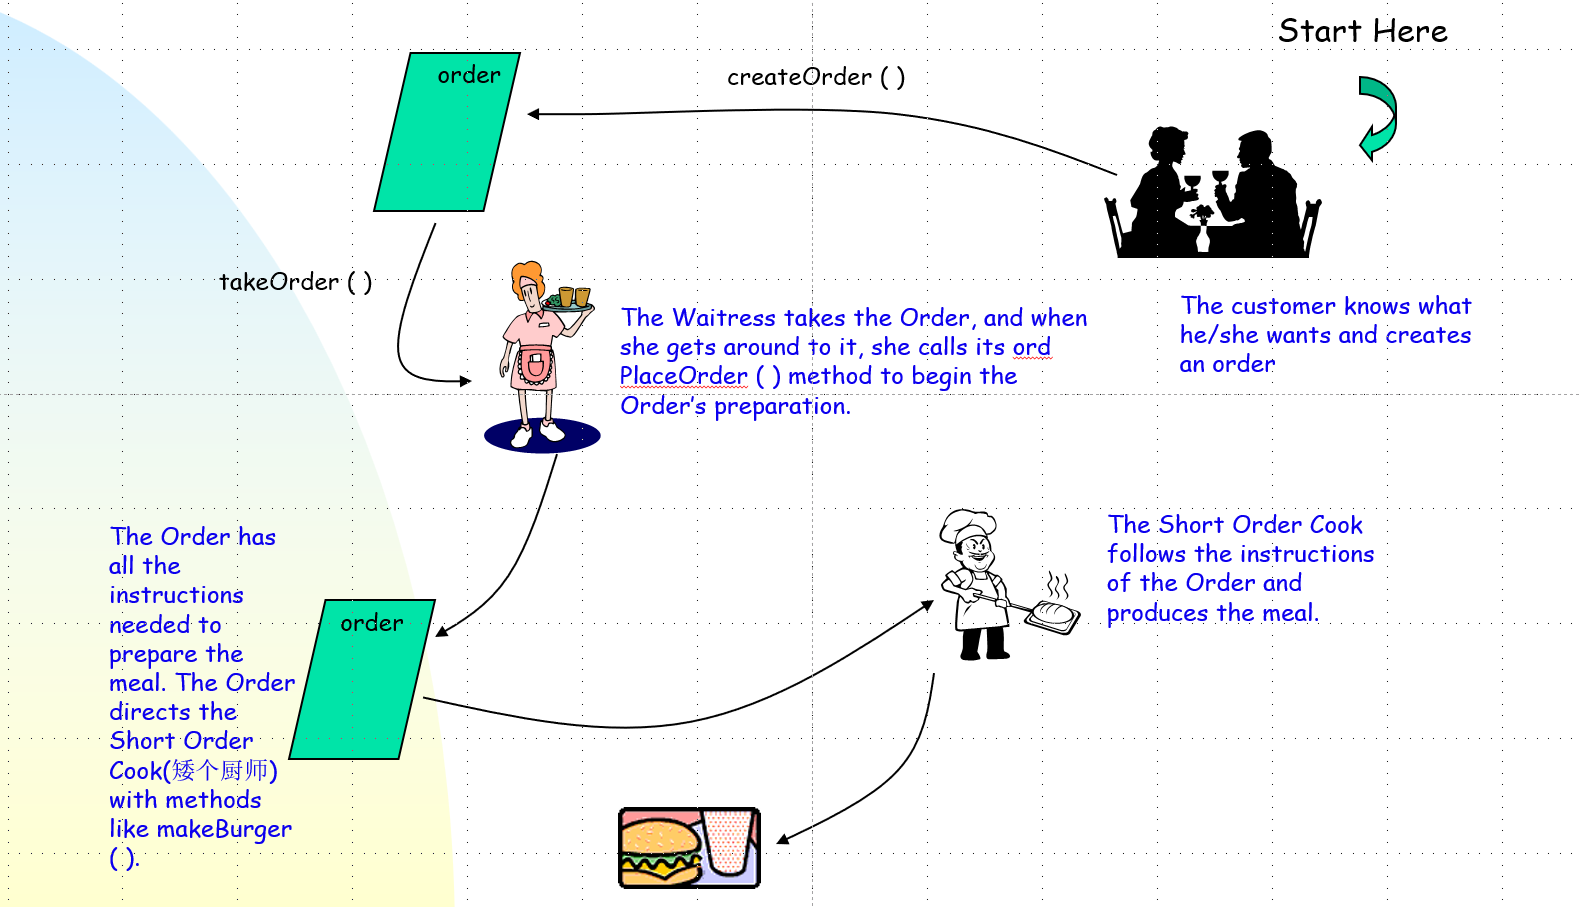 Start Here
createOrder ( )
order
takeOrder ( )
The customer knows what
he/she wants and creates
an order
The Waitress takes the Order, and when
she gets around to it, she calls its ord
PlaceOrder ( ) method to begin the
Order’s preparation.
The Short Order Cook
follows the instructions
of the Order and
produces the meal.
The Order has
all the
instructions
needed to
prepare the
meal. The Order
directs the
Short Order
Cook(矮个厨师)
with methods
like makeBurger
( ).
order